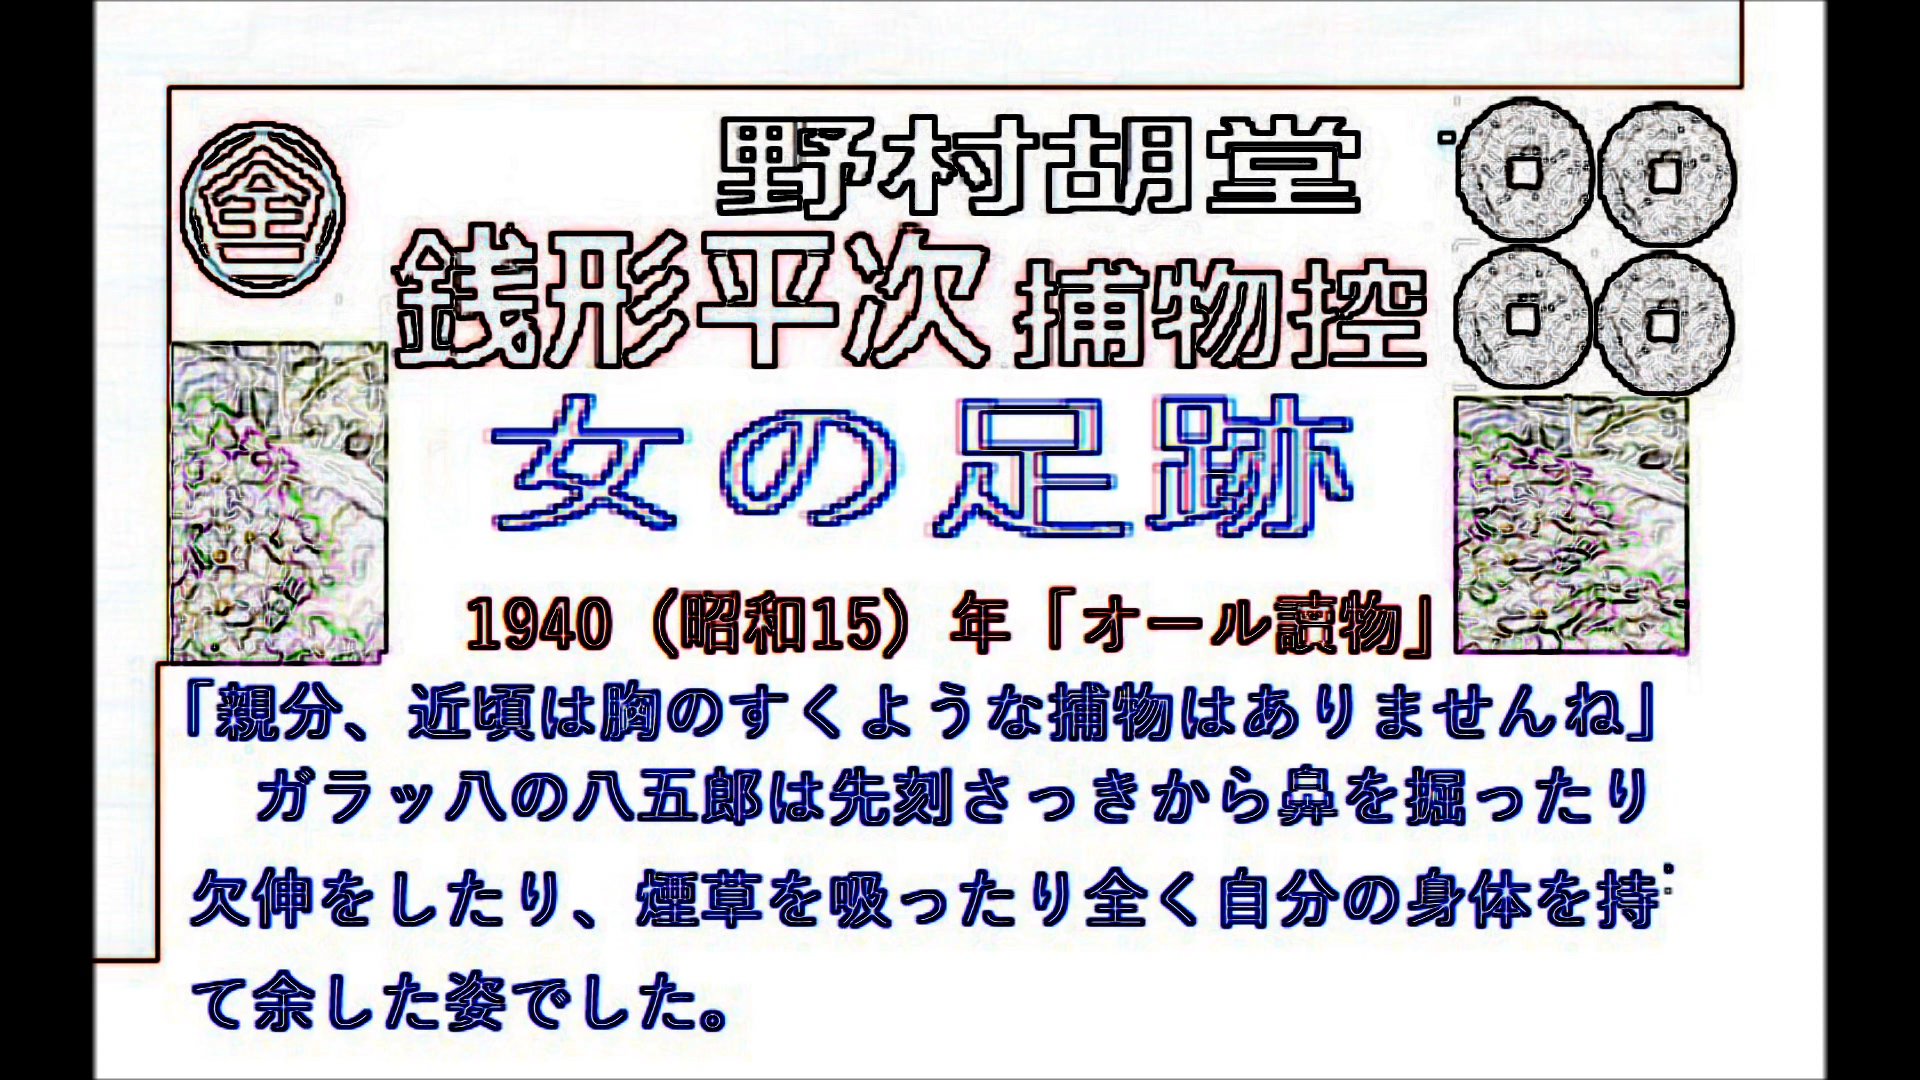 野村胡堂
銭形平次捕物控
女の足跡
1940（昭和15）年「オール讀物」
「親分、近頃は胸のすくような捕物はありませんね」
ガラッ八の八五郎は先刻さっきから鼻を掘ったり
欠伸をしたり、煙草を吸ったり全く自分の身体を持
て余した姿でした。